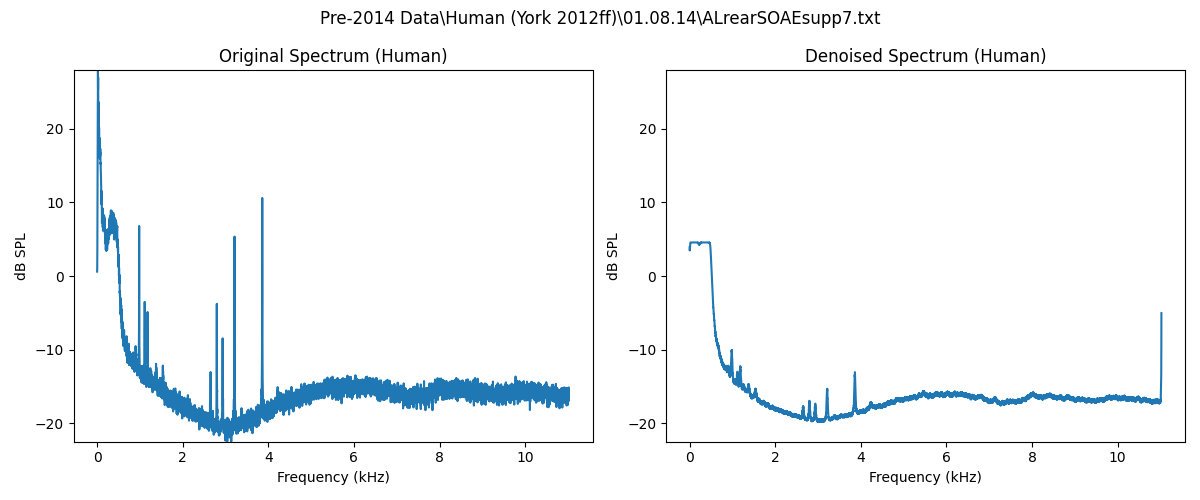 Pre-2014 Data\Human (York 2012ff)\01.08.14\ALrearSOAEsupp7.txt
Original Spectrum (Human)
20
10
0
−10
−20
dB SPL
0 2 4 6 8 10
Frequency (kHz)
Denoised Spectrum (Human)
20
10
0
−10
−20
dB SPL
0 2 4 6 8 10
Frequency (kHz)